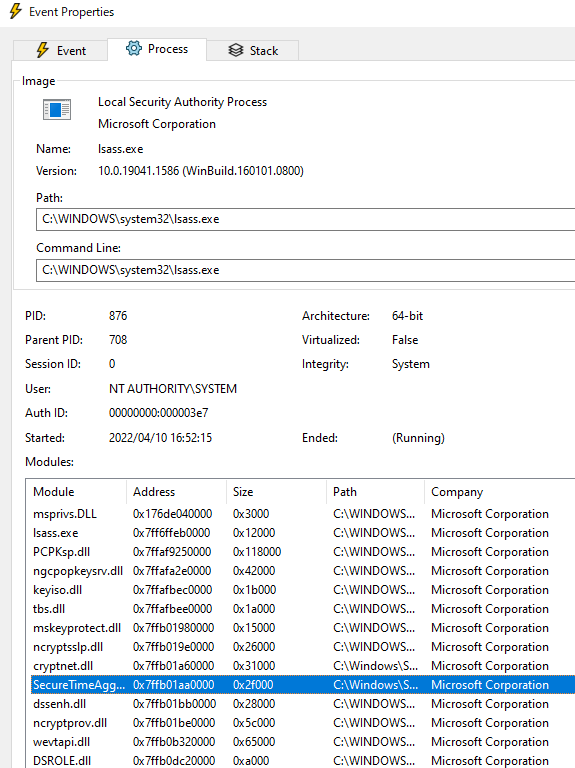 Event Properties
Event Process Stack
Image
Local Security Authority Process
Microsoft Corporation
Name: lsass.exe
Version: 10.0.19041.1586 (WinBuild.160101.0800)
Path:
C:\WINDOWS\system32\lsass.exe
Command Line:
C:\WINDOWS\system32\lsass.exe
PID: 876 Architecture: 64-bit
Parent PID: 708 Virtualized: False
Session ID: 0 Integrity: System
User: NT AUTHORITY\SYSTEM
Auth ID: 00000000:000003e7
Started: 2022/04/10 16:52:15 Ended: (Running)
Modules:
Module Address Size Path Company
msprivs.DLL 0x176de040000 0x3000 C:\WINDOWS... Microsoft Corporation
lsass.exe 0x7ff6ffeb0000 0x12000 C:\WINDOWS... Microsoft Corporation
PCPKsp.dll 0x7ffaf9250000 0x118000 C:\WINDOWS... Microsoft Corporation
ngcpopkeysrv.dll 0x7ffafa2e0000 0x42000 C:\WINDOWS... Microsoft Corporation
keyiso.dll 0x7ffafbec0000 0x1b000 C:\WINDOWS... Microsoft Corporation
tbs.dll 0x7ffafbee0000 0x1a000 C:\WINDOWS... Microsoft Corporation
mskeyprotect.dll 0x7ffb01980000 0x15000 C:\WINDOWS... Microsoft Corporation
ncryptsslp.dll 0x7ffb019e0000 0x26000 C:\WINDOWS... Microsoft Corporation
cryptnet.dll 0x7ffb01a60000 0x31000 C:\Windows\S... Microsoft Corporation
SecureTimeAgg... 0x7ffb01aa0000 0x2f000 C:\Windows\S... Microsoft Corporation
dssenh.dll 0x7ffb01bb0000 0x28000 C:\WINDOWS... Microsoft Corporation
ncryptprov.dll 0x7ffb01be0000 0x5c000 C:\WINDOWS... Microsoft Corporation
wevtapi.dll 0x7ffb0b320000 0x65000 C:\WINDOWS... Microsoft Corporation
DSROLE.dll 0x7ffb0dc20000 0xa000 C:\WINDOWS... Microsoft Corporation